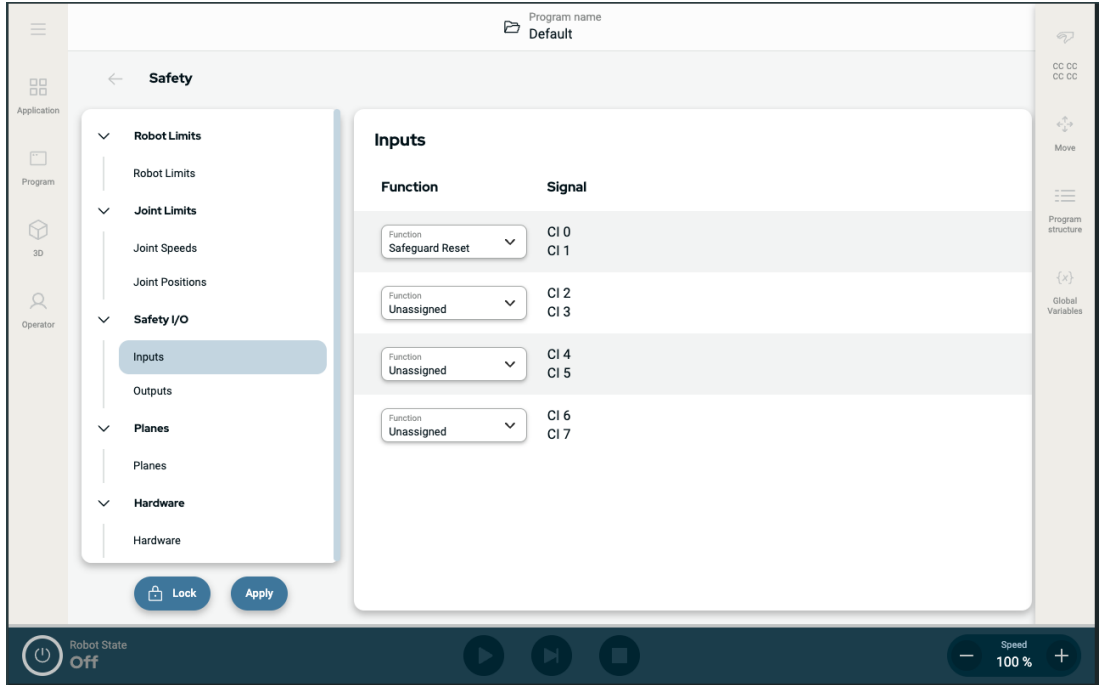 Program name
Default
Application
Program
3D
Operator
Safety
Robot Limits
Robot Limits
Joint Limits
Joint Speeds
Joint Positions
Safety I/O
Inputs
Outputs
Planes
Planes
Hardware
Hardware
Lock
Apply
Inputs
Function
Signal
Function
Safeguard Reset
CI 0
CI 1
Function
Unassigned
CI 2
CI 3
Function
Unassigned
CI 4
CI 5
Function
Unassigned
CI 6
CI 7
CC CC
CC CC
Move
Program
structure
{x}
Global
Variables
Robot State
Off
Speed
100 %